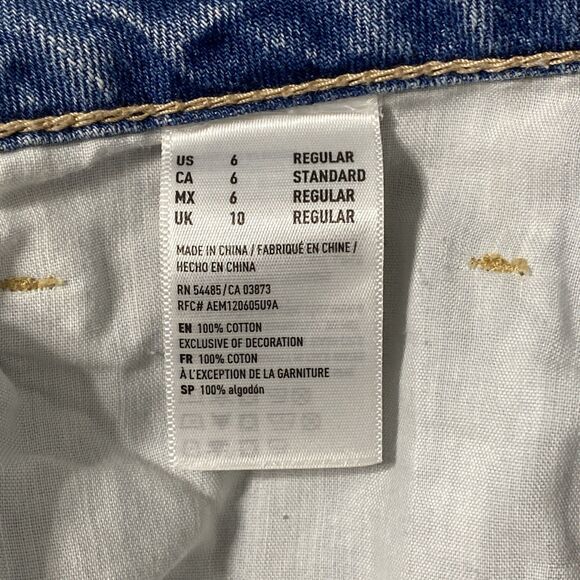 US 6 REGULAR
CA 6 STANDARD
MX 6 REGULAR
UK 10 REGULAR
MADE IN CHINA / FABRIQUÉ EN CHINE /
HECHO EN CHINA
RN 54485 / CA 03873
RFC# AEM120605U9A
EN 100% COTTON
EXCLUSIVE OF DECORATION
FR 100% COTON
À L'EXCEPTION DE LA GARNITURE
SP 100% algodón